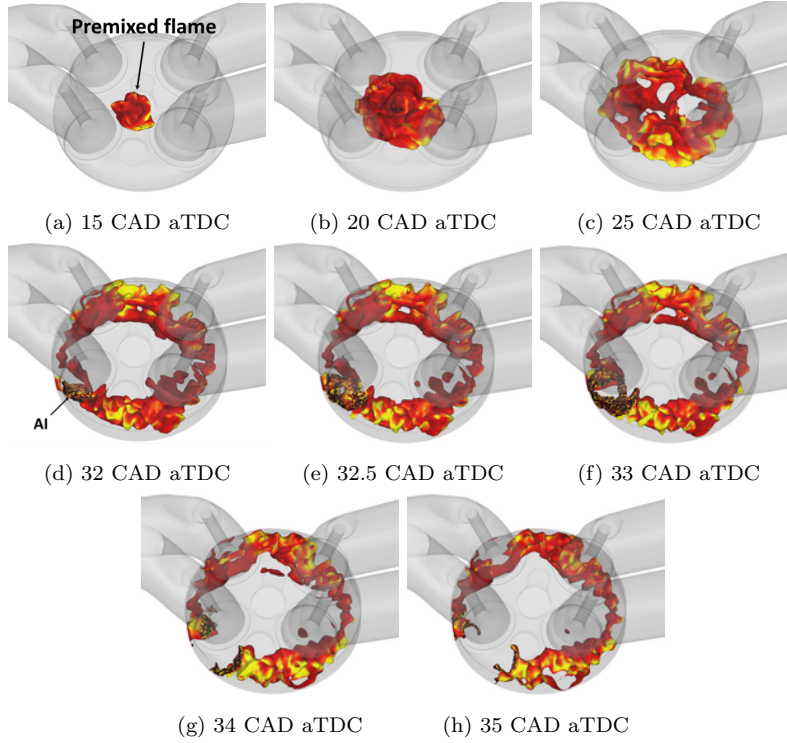 Premixed flame
(a) 15 CAD aTDC
(b) 20 CAD aTDC
(c) 25 CAD aTDC
AI
(d) 32 CAD aTDC
(e) 32.5 CAD aTDC
(f) 33 CAD aTDC
(g) 34 CAD aTDC
(h) 35 CAD aTDC